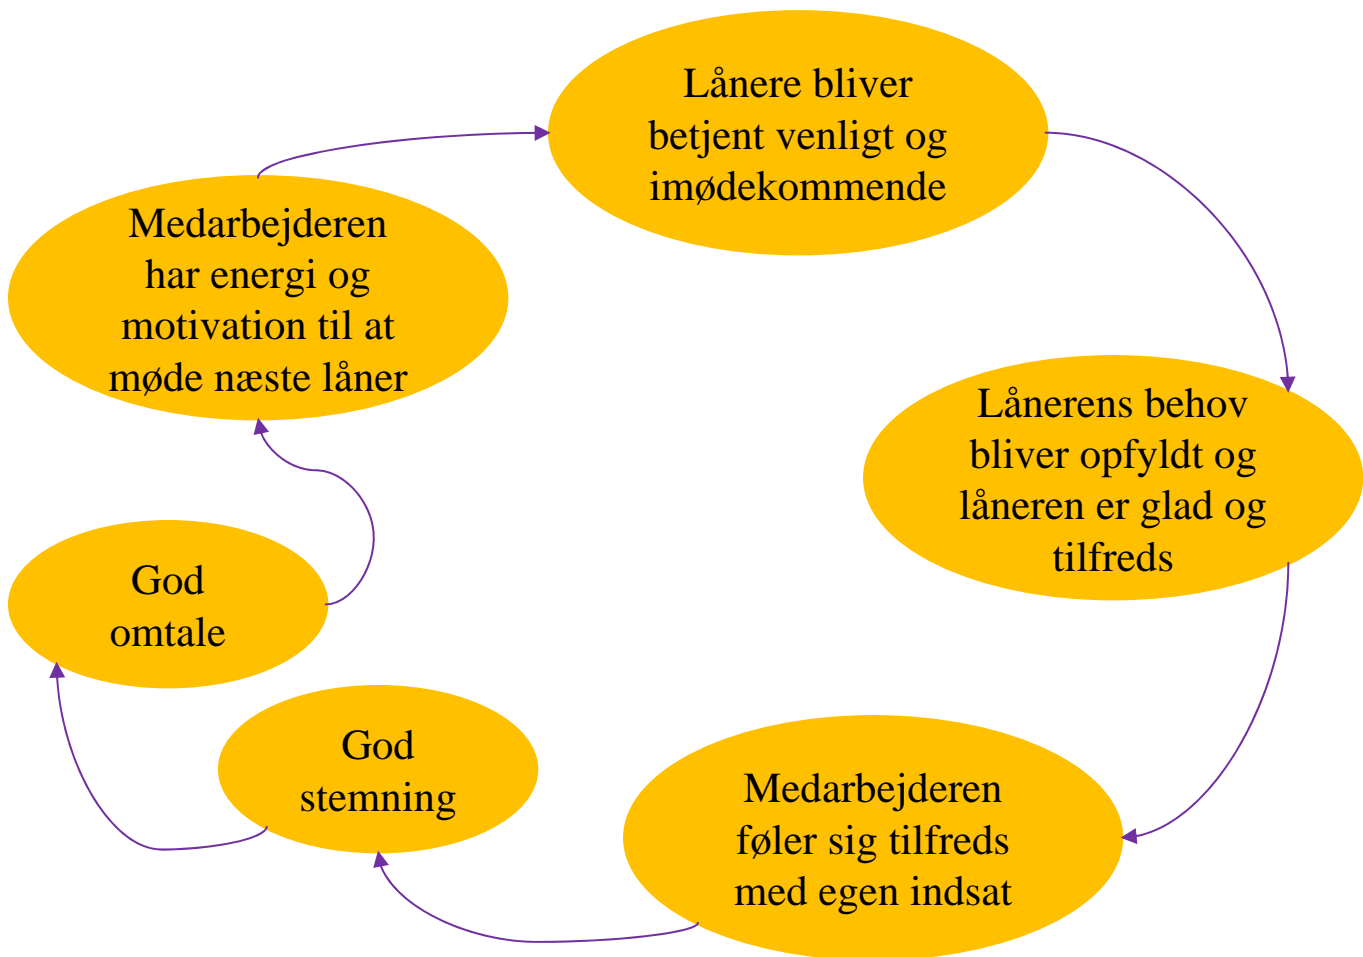 Lånere bliver
betjent venligt og
imødekommende
Medarbejderen
har energi og
motivation til at
møde næste låner
Lånerens behov
bliver opfyldt og
låneren er glad og
tilfreds
God
omtale
God
stemning
Medarbejderen
føler sig tilfreds
med egen indsat